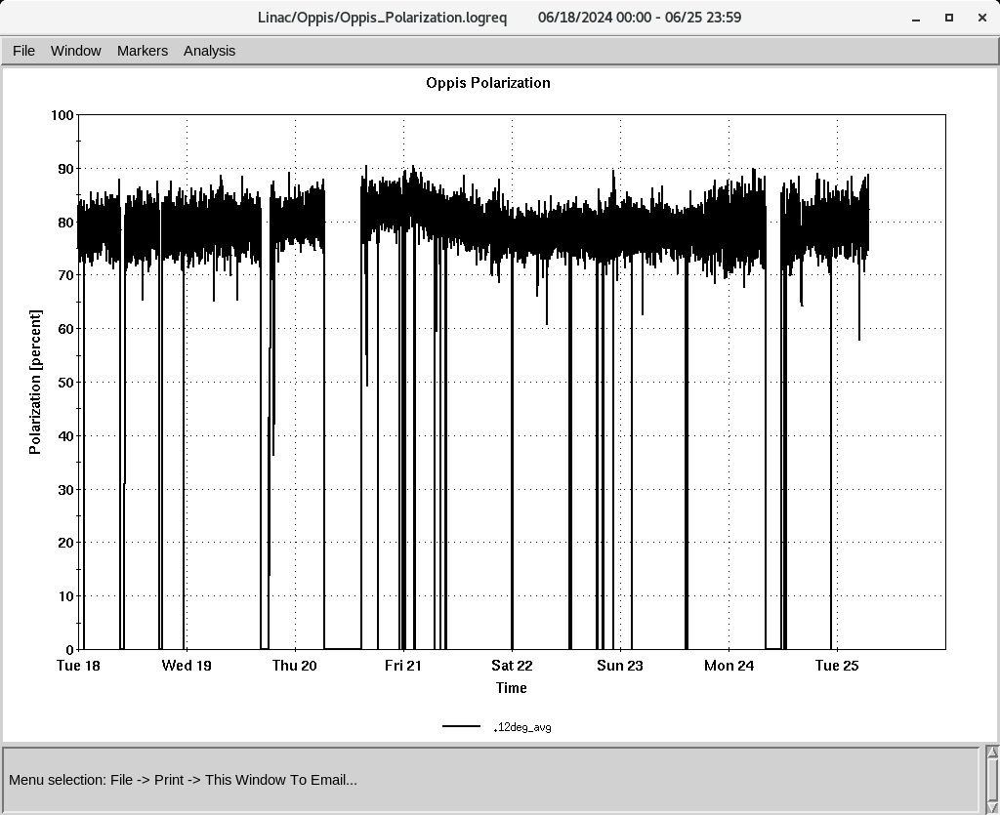 Linac/Oppis/Oppis_Polarization.logreq 06/18/2024 00:00 - 06/25 23:59
File Window Markers Analysis
Oppis Polarization
100
90
80
70
60
50
40
30
20
10
0
Polarization [percent]
Tue 18 Wed 19 Thu 20 Fri 21 Sat 22 Sun 23 Mon 24 Tue 25
Time
.12deg_avg
Menu selection: File -> Print -> This Window To Email...